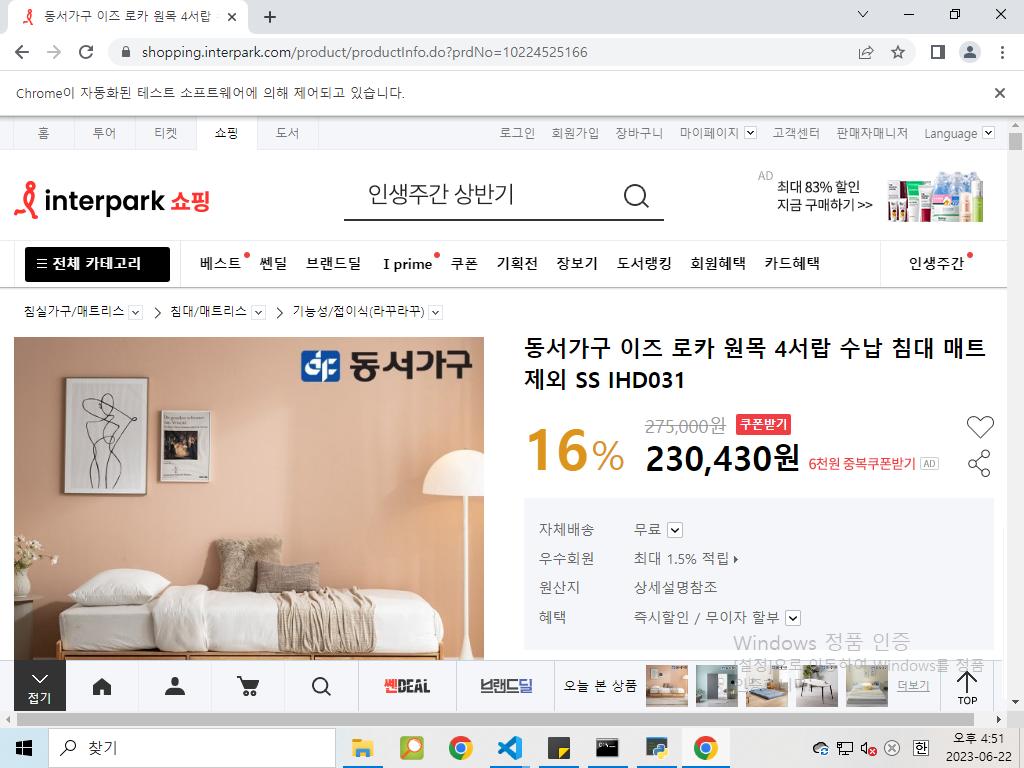 동서가구 이즈 로카 원목 4서랍
shopping.interpark.com/product/productInfo.do?prdNo=10224525166
Chrome이 자동화된 테스트 소프트웨어에 의해 제어되고 있습니다.
홈 투어 티켓 쇼핑 도서 로그인 회원가입 장바구니 마이페이지 고객센터 판매자매니저 Language
interpark 쇼핑
인생주간 상반기
AD
최대 83% 할인
지금 구매하기 >>
전체 카테고리 베스트 쎈딜 브랜드딜 I prime 쿠폰 기획전 장보기 도서랭킹 회원혜택 카드혜택 인생주간
침실가구/매트리스 침대/매트리스 기능성/접이식(라꾸라꾸)
동서가구
동서가구 이즈 로카 원목 4서랍 수납 침대 매트
제외 SS IHD031
16% 275,000원 쿠폰받기
230,430원 6천원 중복쿠폰받기 AD
자체배송 무료
우수회원 최대 1.5% 적립
원산지 상세설명참조
혜택 즉시할인 / 무이자 할부
Windows 정품 인증
[설정]으로 이동하여 Windows를 정품
접기 쎈DEAL 브랜드딜 오늘 본 상품 더보기 TOP
찾기
한
오후 4:51
2023-06-22